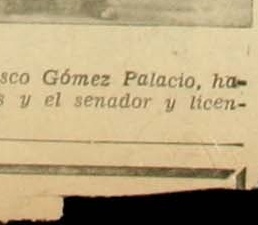 sco Gómez Palacio, ha-
s y el senador y licen-